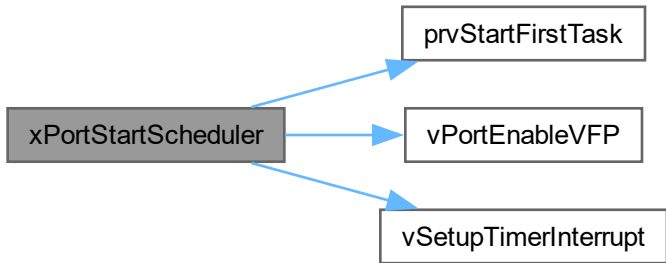 prvStartFirstTask
xPortStartScheduler
vPortEnableVFP
vSetupTimerInterrupt